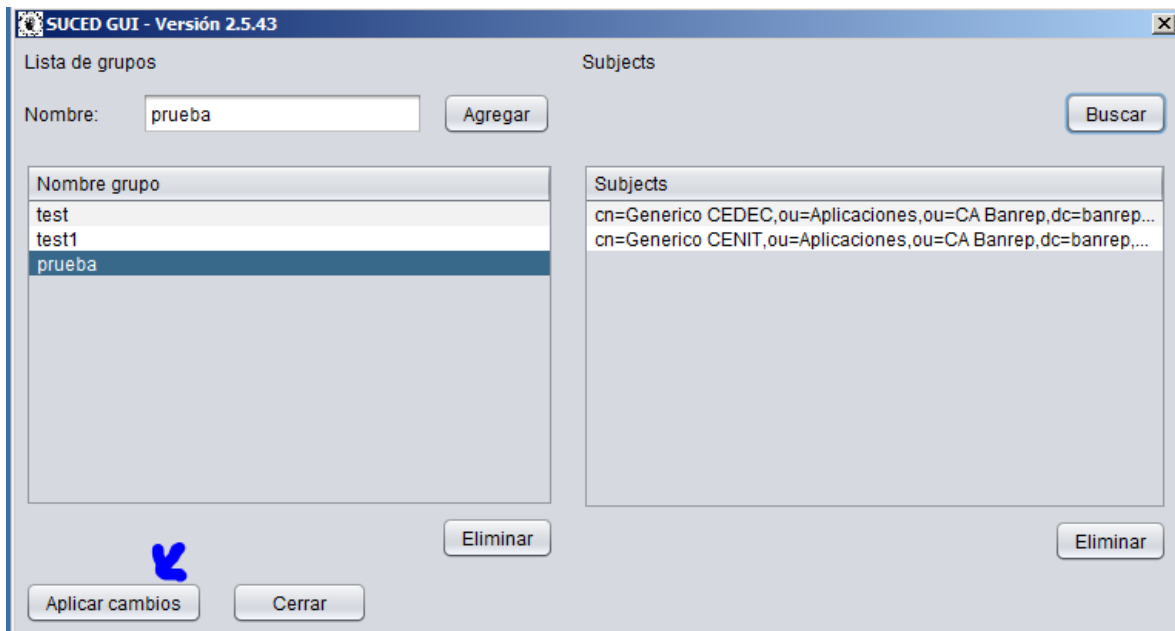 SUCED GUI - Versión 2.5.43
Lista de grupos
Nombre: prueba Agregar
Nombre grupo
test
test1
prueba
Eliminar
Aplicar cambios Cerrar
Subjects
Buscar
Subjects
cn=Generico CEDEC,ou=Aplicaciones,ou=CA Banrep,dc=banrep...
cn=Generico CENIT,ou=Aplicaciones,ou=CA Banrep,dc=banrep,...
Eliminar